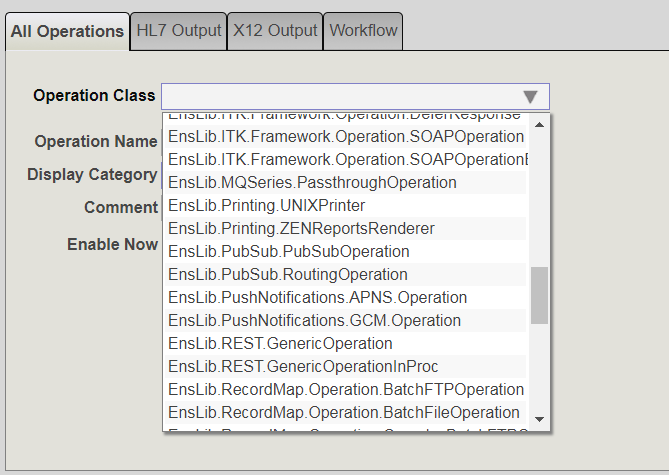 All Operations HL7 Output X12 Output Workflow
Operation Class
Operation Name
Display Category
Comment
Enable Now
EnsLib.ITK.Framework.Operation.DeferResponse
EnsLib.ITK.Framework.Operation.SOAPOperation
EnsLib.ITK.Framework.Operation.SOAPOperationE
EnsLib.MQSeries.PassthroughOperation
EnsLib.Printing.UNIXPrinter
EnsLib.Printing.ZENReportsRenderer
EnsLib.PubSub.PubSubOperation
EnsLib.PubSub.RoutingOperation
EnsLib.PushNotifications.APNS.Operation
EnsLib.PushNotifications.GCM.Operation
EnsLib.REST.GenericOperation
EnsLib.REST.GenericOperationInProc
EnsLib.RecordMap.Operation.BatchFTPOperation
EnsLib.RecordMap.Operation.BatchFileOperation